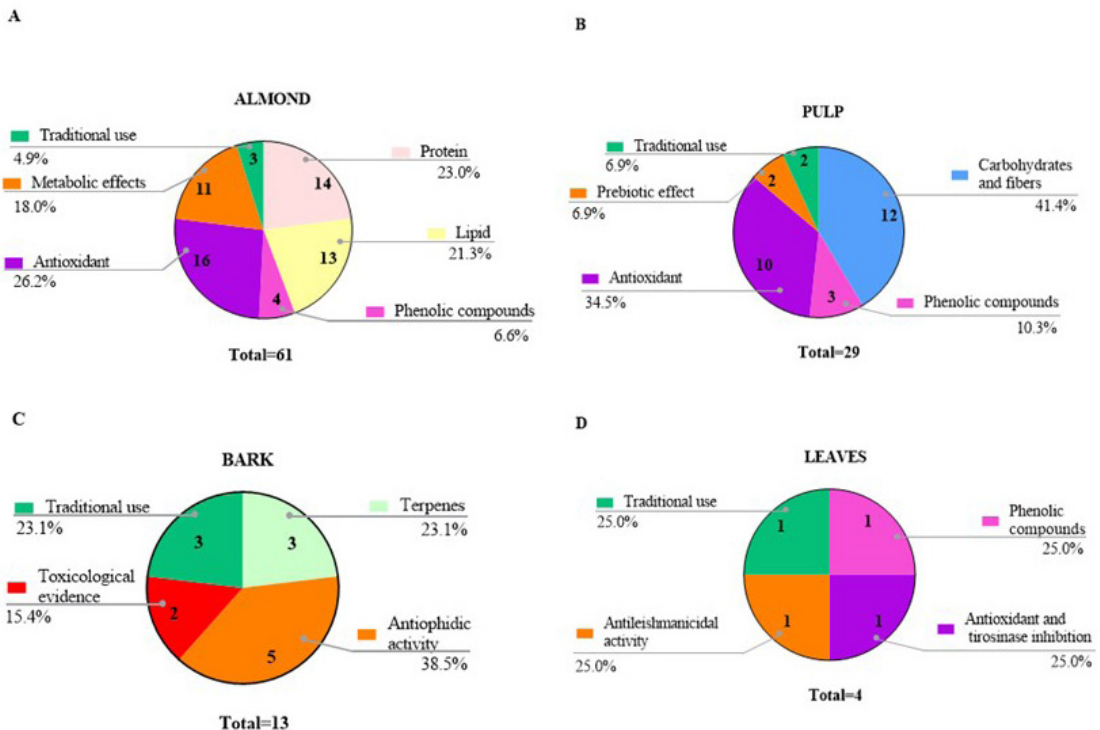 A
ALMOND
Traditional use
4.9%
3
Protein
23.0%
14
Metabolic effects
18.0%
11
Lipid
21.3%
13
Antioxidant
26.2%
16
Phenolic compounds
6.6%
4
Total=61
B
PULP
Traditional use
6.9%
2
Carbohydrates
and fibers
41.4%
12
Prebiotic effect
6.9%
2
Antioxidant
34.5%
10
Phenolic compounds
10.3%
3
Total=29
C
BARK
Traditional use
23.1%
3
Terpenes
23.1%
3
Toxicological
evidence
15.4%
2
Antiophidic
activity
38.5%
5
Total=13
D
LEAVES
Traditional use
25.0%
1
Phenolic
compounds
25.0%
1
Antileishmanicidal
activity
25.0%
1
Antioxidant and
tirosinase inhibition
25.0%
1
Total=4